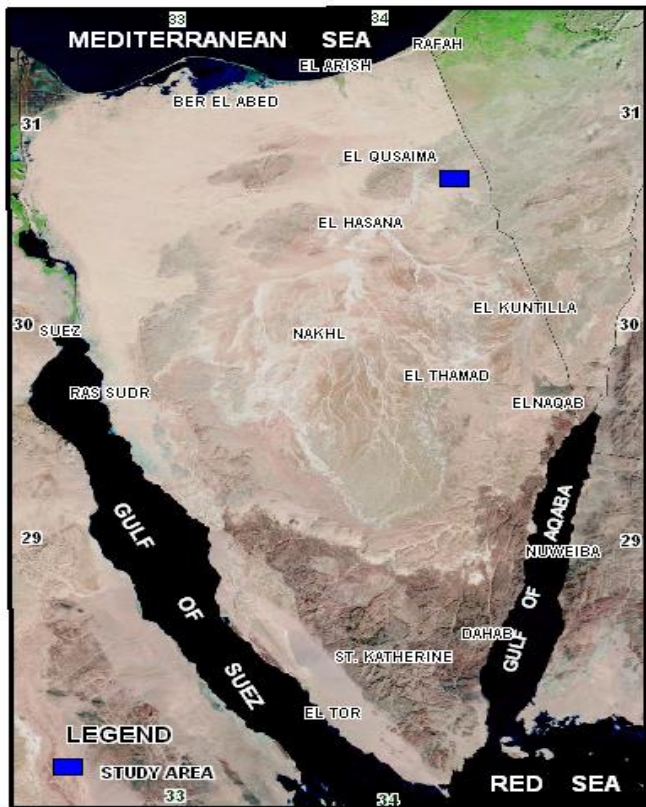 33 34
MEDITERRANEAN SEA
RAFAH
EL ARISH
BER EL ABED
31 31
EL QUSAIMA
EL HASANA
EL KUNTILLA
30 30
SUEZ
NAKHL
EL THAMAD
RAS SUDR
ELNAQAB
GULF OF SUEZ
GULF OF AQABA
29 29
NUWEIBA
DAHAB
ST. KATHERINE
EL TOR
LEGEND
STUDY AREA
RED SEA
33 34